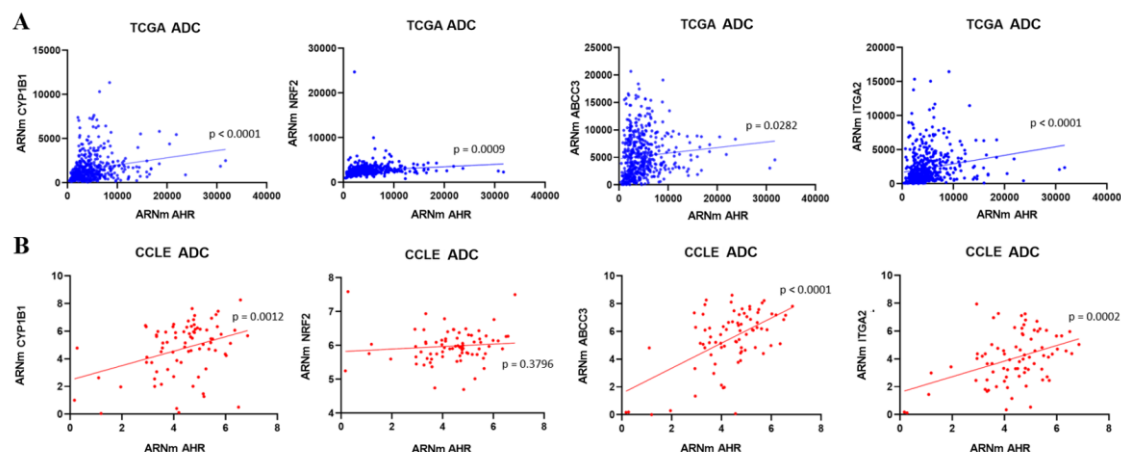 A
TCGA ADC
ARNm CYP1B1
15000
10000
5000
0
p < 0.0001
0 10000 20000 30000 40000
ARNm AHR
TCGA ADC
ARNm NRF2
30000
20000
10000
0
p = 0.0009
0 10000 20000 30000 40000
ARNm AHR
TCGA ADC
ARNm ABCC3
25000
20000
15000
10000
5000
0
p = 0.0282
0 10000 20000 30000 40000
ARNm AHR
TCGA ADC
ARNm ITGA2
20000
15000
10000
5000
0
p < 0.0001
0 10000 20000 30000 40000
ARNm AHR
B
CCLE ADC
ARNm CYP1B1
10
8
6
4
2
0
p = 0.0012
0 2 4 6 8
ARNm AHR
CCLE ADC
ARNm NRF2
8
7
6
5
4
p = 0.3796
0 2 4 6 8
ARNm AHR
CCLE ADC
ARNm ABCC3
10
8
6
4
2
0
p < 0.0001
0 2 4 6 8
ARNm AHR
CCLE ADC
ARNm ITGA2
10
8
6
4
2
0
p = 0.0002
0 2 4 6 8
ARNm AHR